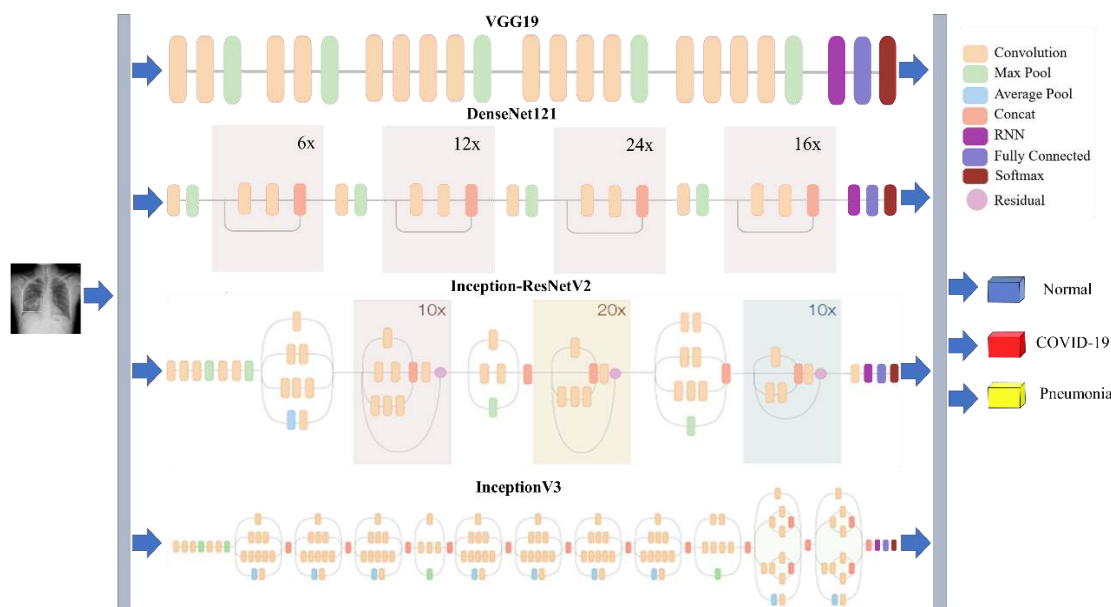 VGG19
Convolution
Max Pool
Average Pool
Concat
RNN
Fully Connected
Softmax
Residual
DenseNet121
6x
12x
24x
16x
Inception-ResNetV2
10x
20x
10x
Normal
COVID-19
Pneumonia
InceptionV3